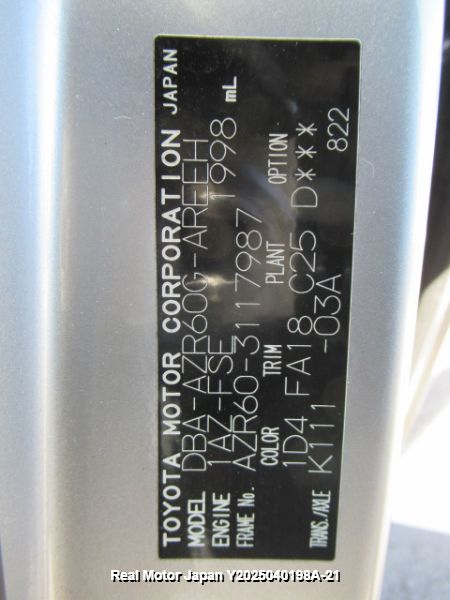 TOYOTA MOTOR CORPORATION JAPAN
MODEL DBA-AZR60G-AREEH
ENGINE 1AZ-FSE 1998 mL
FRAME No. AZR60-3117987
COLOR TRIM PLANT OPTION
1D4 FA18 C25 D***
TRANS./AXLE K111 -03A 822
Real Motor Japan Y2025040198A-21